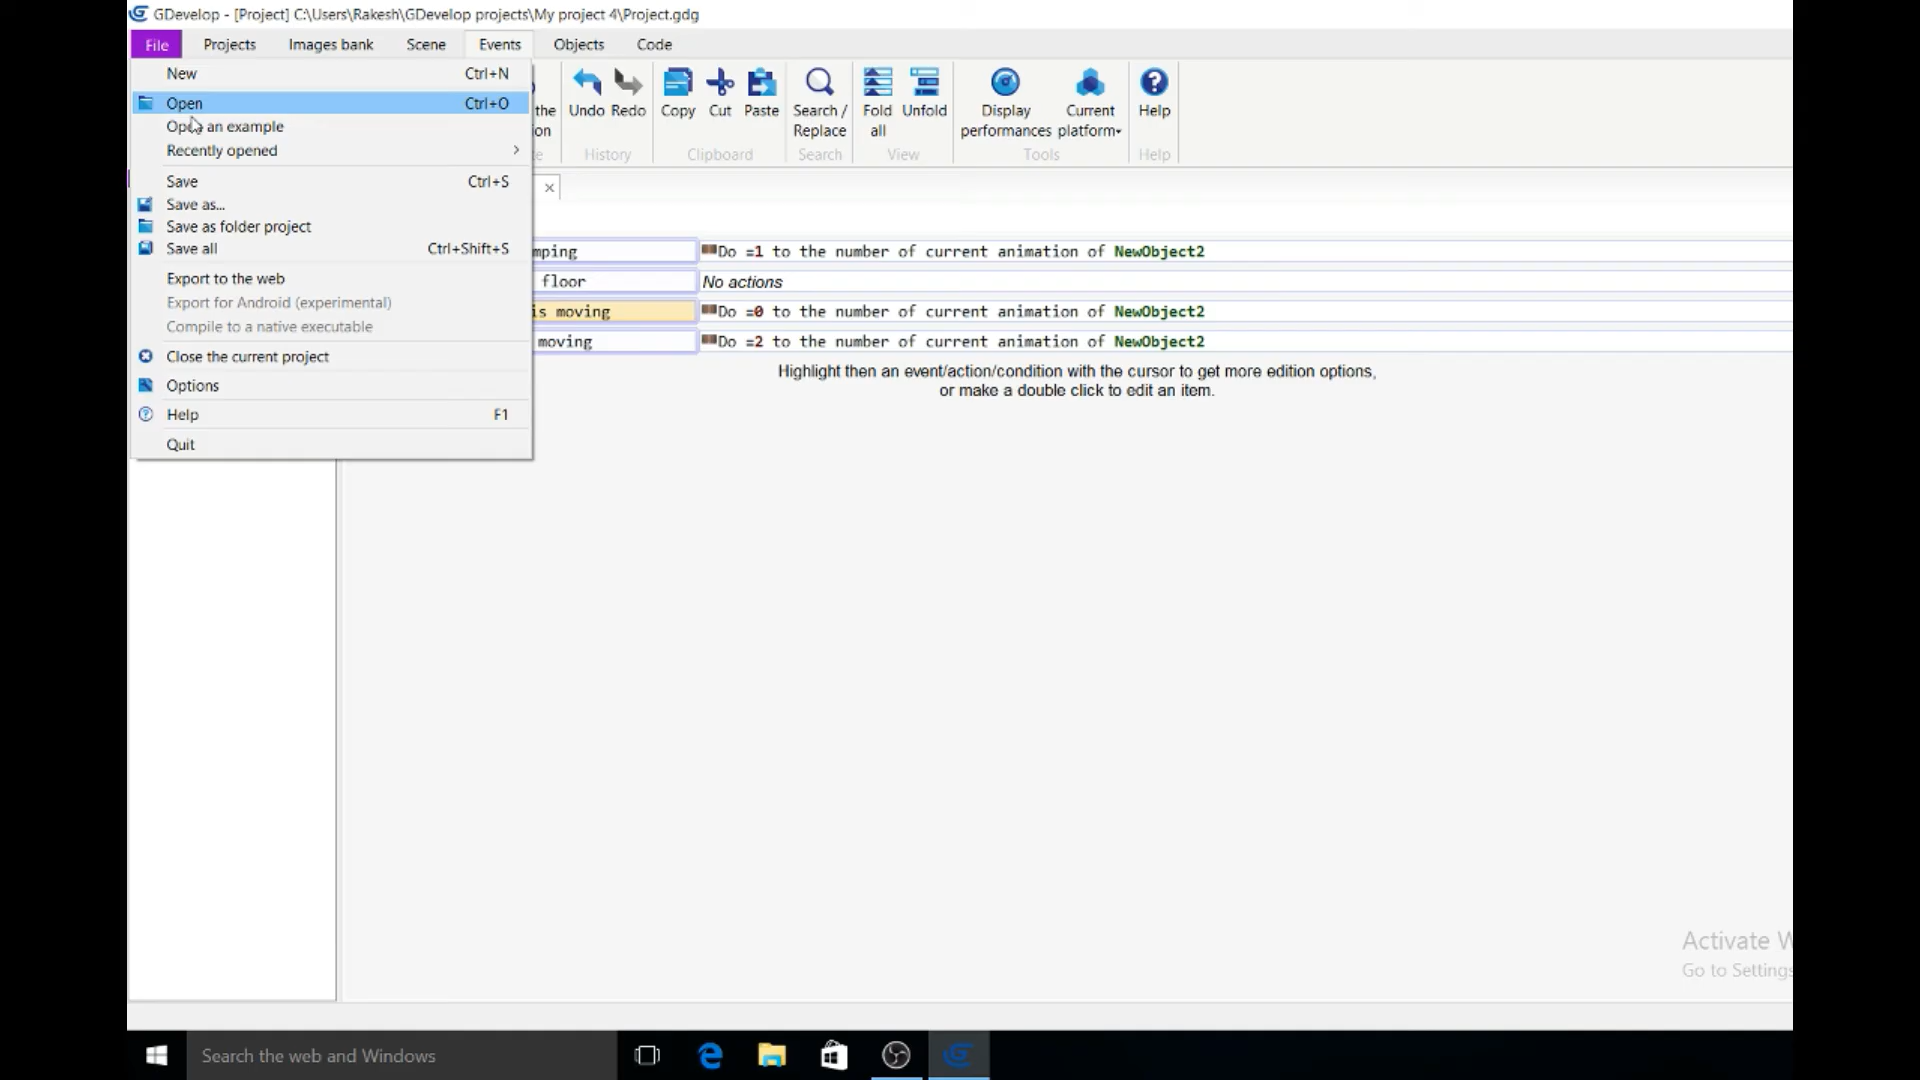 GDevelop - [Project] C:\Users\Rakesh\GDevelop projects\My project 4\Project.gdg
File Projects Images bank Scene Events Objects Code
New Ctrl+N
Open Ctrl+O
Open an example
Recently opened
Save Ctrl+S
Save as...
Save as folder project
Save all Ctrl+Shift+S
Export to the web
Export for Android (experimental)
Compile to a native executable
Close the current project
Options
Help F1
Quit
the
Undo Redo Copy Cut Paste Search / Replace Fold all Unfold Display performances Current platform Help
History Clipboard Search View Tools Help
mping Do =1 to the number of current animation of NewObject2
floor No actions
is moving Do =0 to the number of current animation of NewObject2
moving Do =2 to the number of current animation of NewObject2
Highlight then an event/action/condition with the cursor to get more edition options,
or make a double click to edit an item.
Activate W
Go to Settings
Search the web and Windows